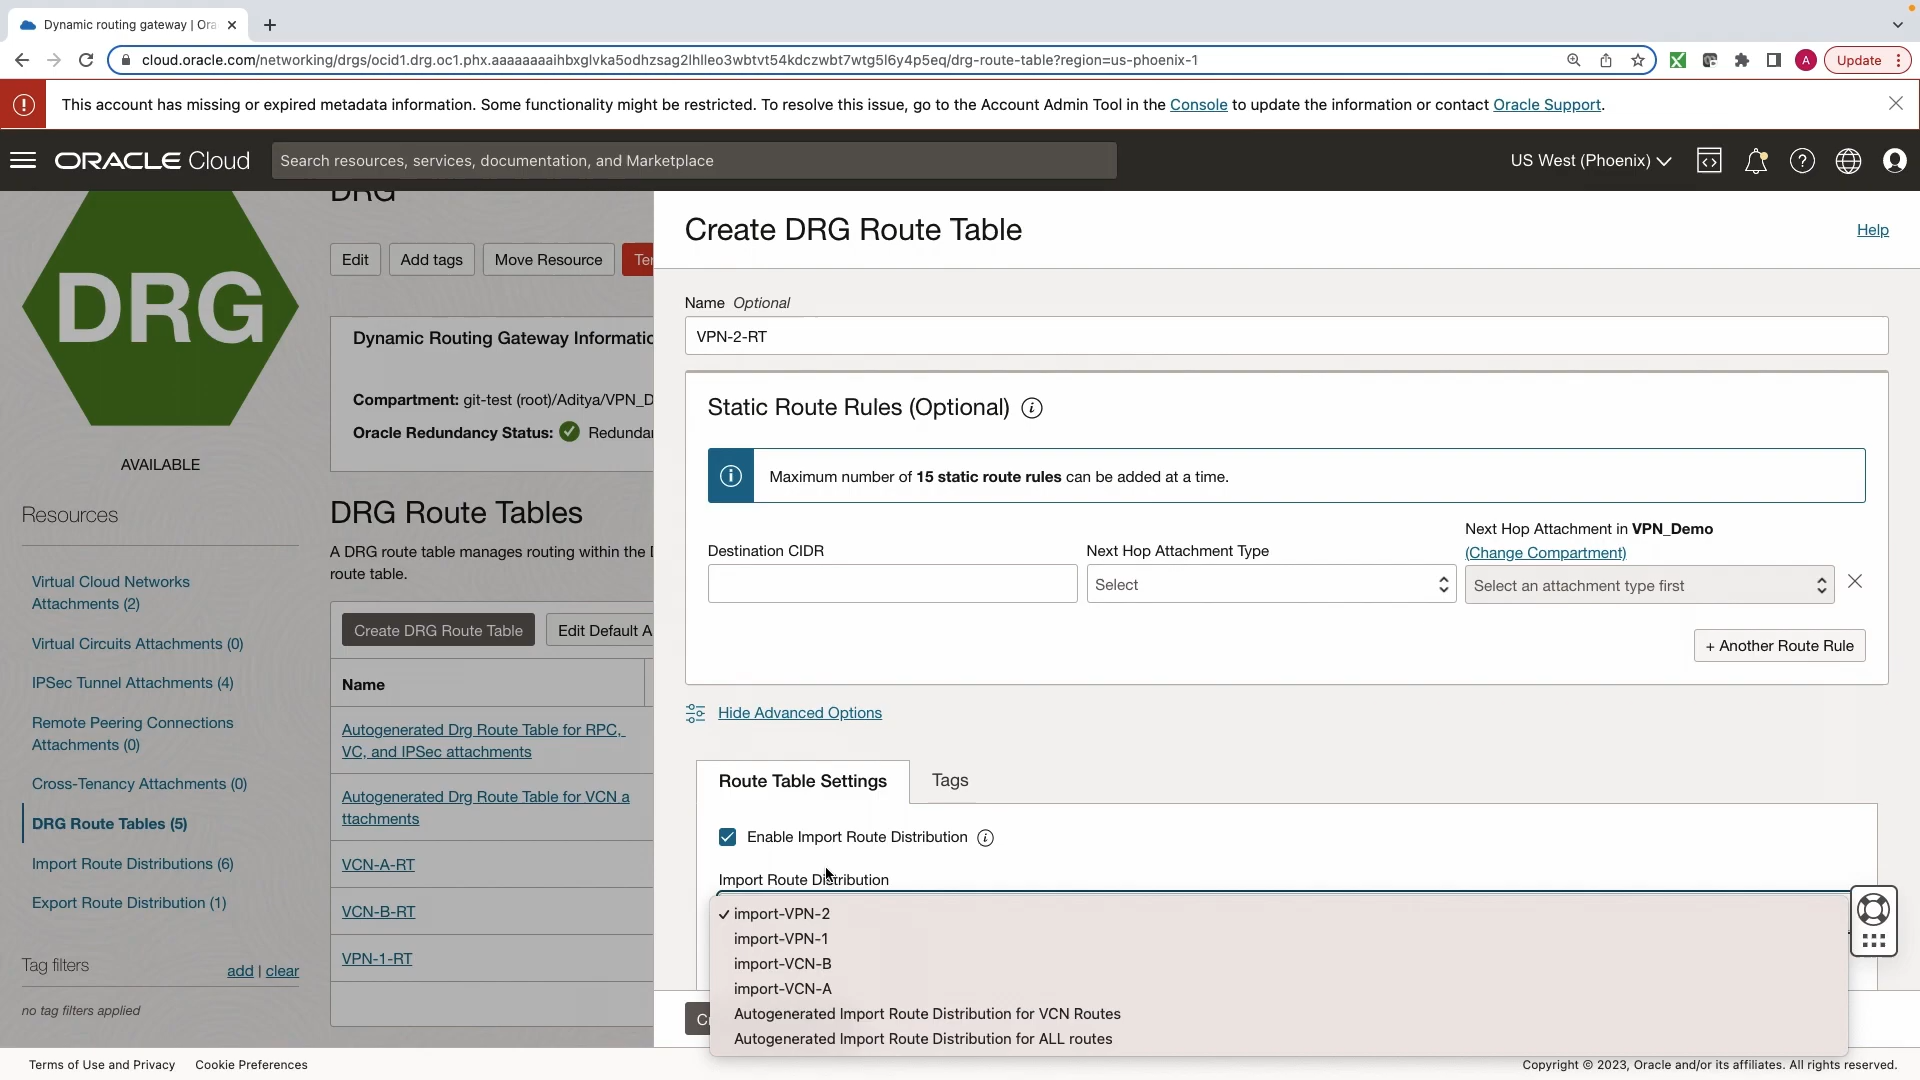 Dynamic routing gateway | Ora
cloud.oracle.com/networking/drgs/ocid1.drg.oc1.phx.aaaaaaaaihbxglvka5odhzsag2lhlleo3wbtvt54kdczwbt7wtg5l6y4p5eq/drg-route-table?region=us-phoenix-1
A
Update
This account has missing or expired metadata information. Some functionality might be restricted. To resolve this issue, go to the Account Admin Tool in the Console to update the information or contact Oracle Support.
ORACLE Cloud
Search resources, services, documentation, and Marketplace
US West (Phoenix)
DRG
DRG
AVAILABLE
Resources
Virtual Cloud Networks
Attachments (2)
Virtual Circuits Attachments (0)
IPSec Tunnel Attachments (4)
Remote Peering Connections
Attachments (0)
Cross-Tenancy Attachments (0)
DRG Route Tables (5)
Import Route Distributions (6)
Export Route Distribution (1)
Tag filters
add | clear
no tag filters applied
Edit
Add tags
Move Resource
Ter
Dynamic Routing Gateway Informatio
Compartment: git-test (root)/Aditya/VPN_D
Oracle Redundancy Status: Redundan
DRG Route Tables
A DRG route table manages routing within the
route table.
Create DRG Route Table
Edit Default A
Name
Autogenerated Drg Route Table for RPC,
VC, and IPSec attachments
Autogenerated Drg Route Table for VCN a
ttachments
VCN-A-RT
VCN-B-RT
VPN-1-RT
Create DRG Route Table
Help
Name Optional
VPN-2-RT
Static Route Rules (Optional)
Maximum number of 15 static route rules can be added at a time.
Destination CIDR
Next Hop Attachment Type
Select
Next Hop Attachment in VPN_Demo
(Change Compartment)
Select an attachment type first
+ Another Route Rule
Hide Advanced Options
Route Table Settings
Tags
Enable Import Route Distribution
Import Route Distribution
import-VPN-2
import-VPN-1
import-VCN-B
import-VCN-A
Autogenerated Import Route Distribution for VCN Routes
Autogenerated Import Route Distribution for ALL routes
Terms of Use and Privacy
Cookie Preferences
Copyright © 2023, Oracle and/or its affiliates. All rights reserved.